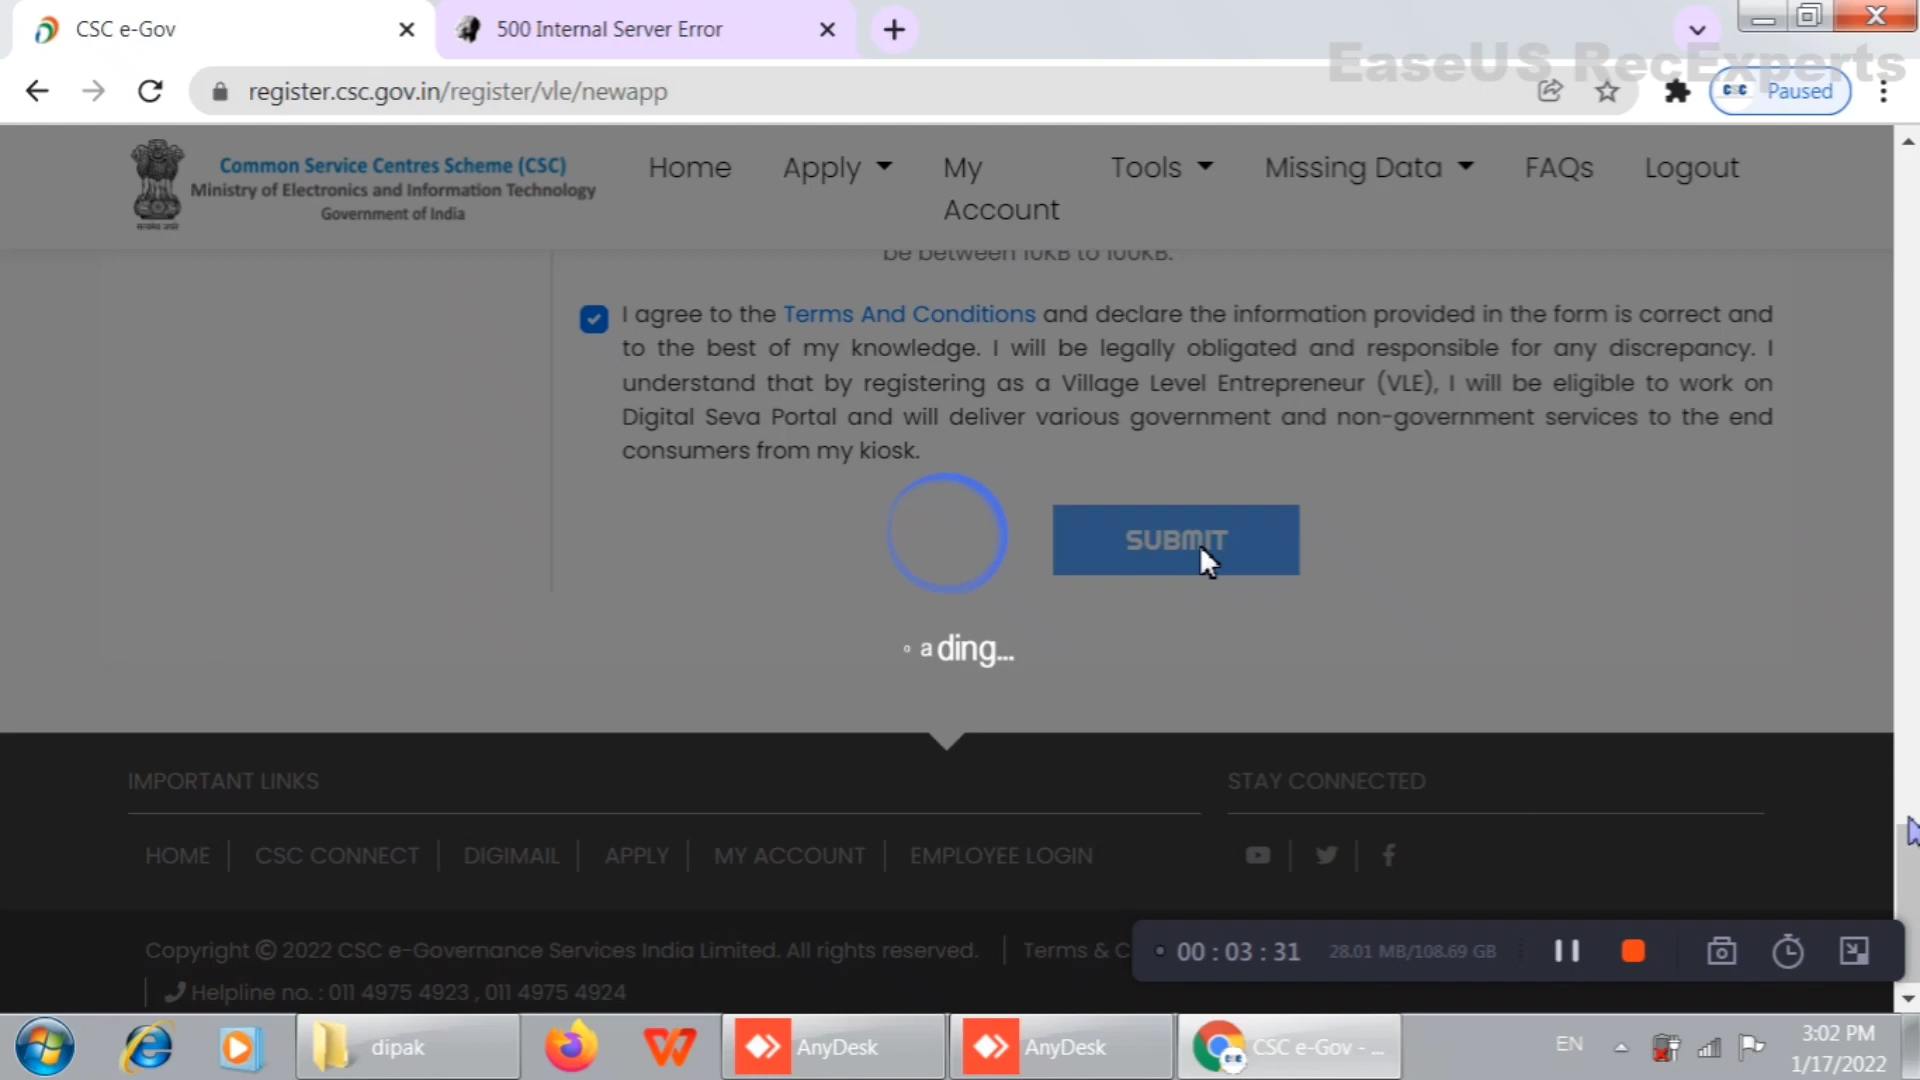 CSC e-Gov
500 Internal Server Error
EaseUS RecExperts
register.csc.gov.in/register/vle/newapp
CSC Paused
Common Service Centres Scheme (CSC)
Ministry of Electronics and Information Technology
Government of India
Home
Apply
My
Account
Tools
Missing Data
FAQs
Logout
be between 10KB to 100KB.
I agree to the Terms And Conditions and declare the information provided in the form is correct and
to the best of my knowledge. I will be legally obligated and responsible for any discrepancy. I
understand that by registering as a Village Level Entrepreneur (VLE), I will be eligible to work on
Digital Seva Portal and will deliver various government and non-government services to the end
consumers from my kiosk.
SUBMIT
oading...
IMPORTANT LINKS
STAY CONNECTED
HOME
CSC CONNECT
DIGIMAIL
APPLY
MY ACCOUNT
EMPLOYEE LOGIN
Copyright © 2022 CSC e-Governance Services India Limited. All rights reserved.
Terms & C
00 : 03 : 31
28.01 MB/108.69 GB
Helpline no. : 011 4975 4923 , 011 4975 4924
dipak
AnyDesk
AnyDesk
CSC e-Gov - ...
EN
3:02 PM
1/17/2022